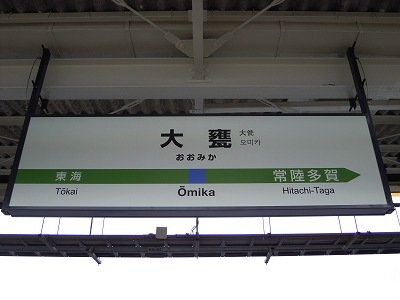 大甕
大瓮
おおみか
오미카
東海
常陸多賀
Tōkai
Ōmika
Hitachi-Taga